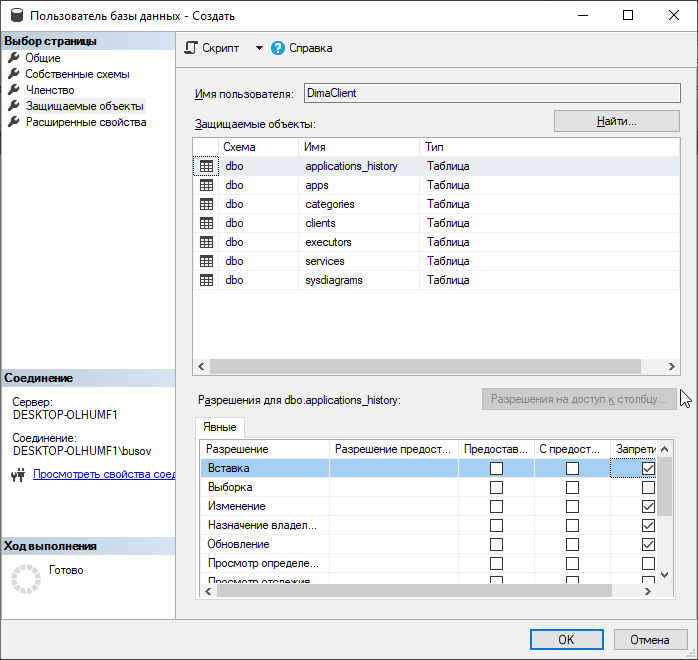 Пользователь базы данных - Создать
Выбор страницы
Общие
Собственные схемы
Членство
Защищаемые объекты
Расширенные свойства
Скрипт
Справка
Имя пользователя: DimaClient
Защищаемые объекты: Найти...
Схема Имя Тип
dbo applications_history Таблица
dbo apps Таблица
dbo categories Таблица
dbo clients Таблица
dbo executors Таблица
dbo services Таблица
dbo sysdiagrams Таблица
Соединение
Сервер:
DESKTOP-OLHUMF1
Соединение:
DESKTOP-OLHUMF1\busov
Просмотреть свойства соед
Ход выполнения
Готово
Разрешения для dbo.applications_history: Разрешения на доступ к столбцу...
Явные
Разрешение Разрешение предост... Предостав... С предост... Запрети
Вставка
Выборка
Изменение
Назначение владел...
Обновление
Просмотр определе...
Просмотр отслежив
OK Отмена